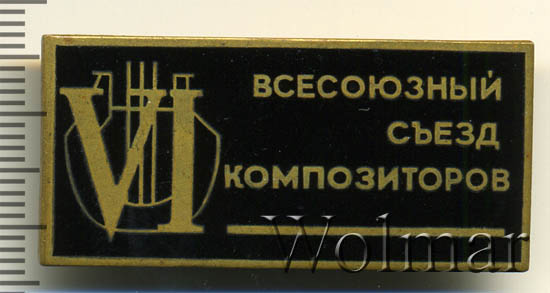 VI
ВСЕСОЮЗНЫЙ
СЪЕЗД
КОМПОЗИТОРОВ
Wolmar